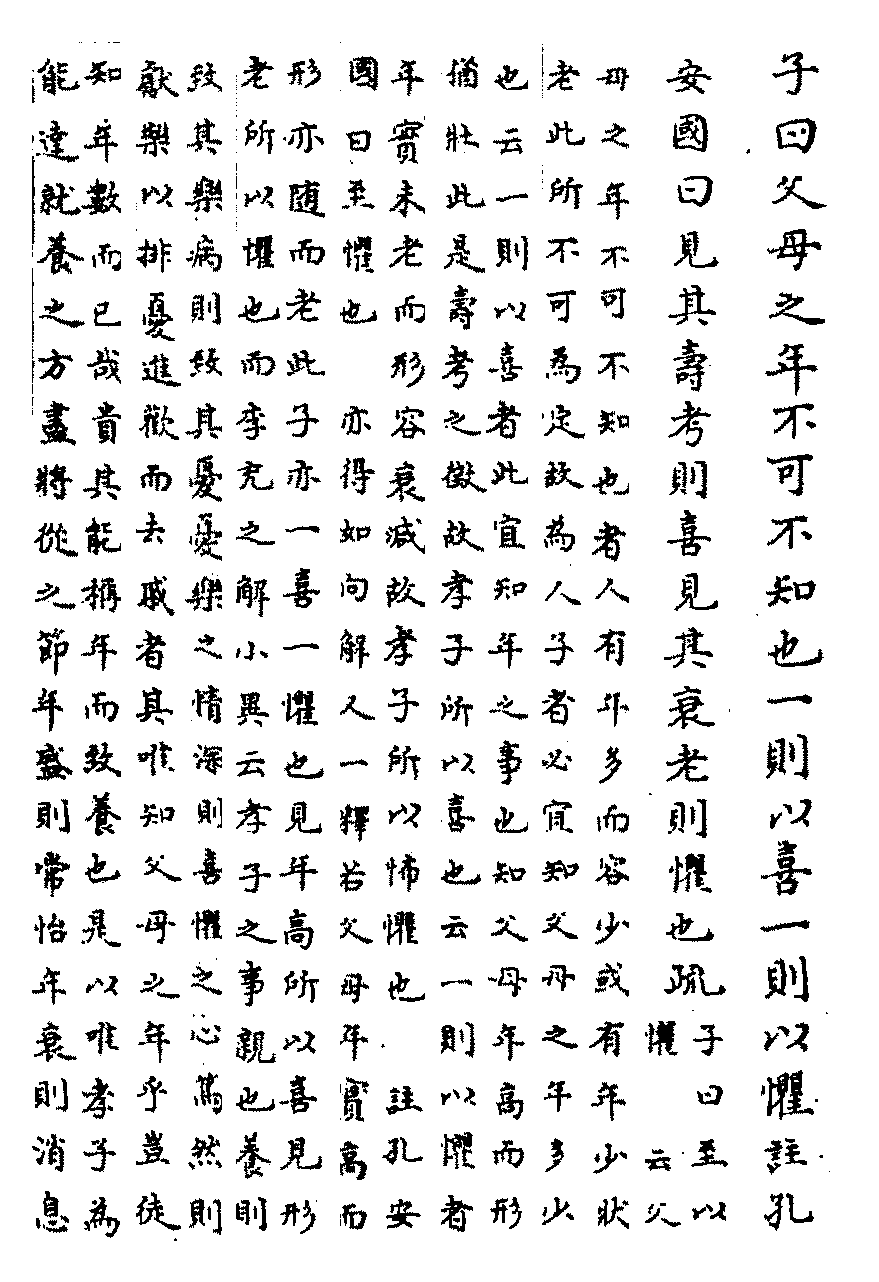 子曰父母之年不可不知也一則以喜一則以懼註孔
安國曰見其壽考則喜見其衰老則懼也疏子曰至以
懼 云父
母之年不可不知也者人有年多而容少或有年少狀
老此所不可為定故為人子者必宜知父母之年多少
也云一則以喜者此宜知年之事也知父母年高而形
猶壯此是壽考之徴故孝子所以喜也云一則以懼者
年實未老而形容衰減故孝子所以怖懼也 註孔安
國曰至懼也 亦得如向解又一釋若父母年實高而
形亦随而老此子亦一喜一懼也見年高所以喜見形
老所以懼也而李充之解小異云孝子之事親也養則
致其樂病則致其憂憂樂之情深則喜懼之心篤然則
獻樂以排憂進歡而去戚者其唯知父母之年乎豈徒
知年數而已哉貴其能稱年而致養也是以唯孝子為
能達就養之方盡將從之節年盛則常怡年衰則消息